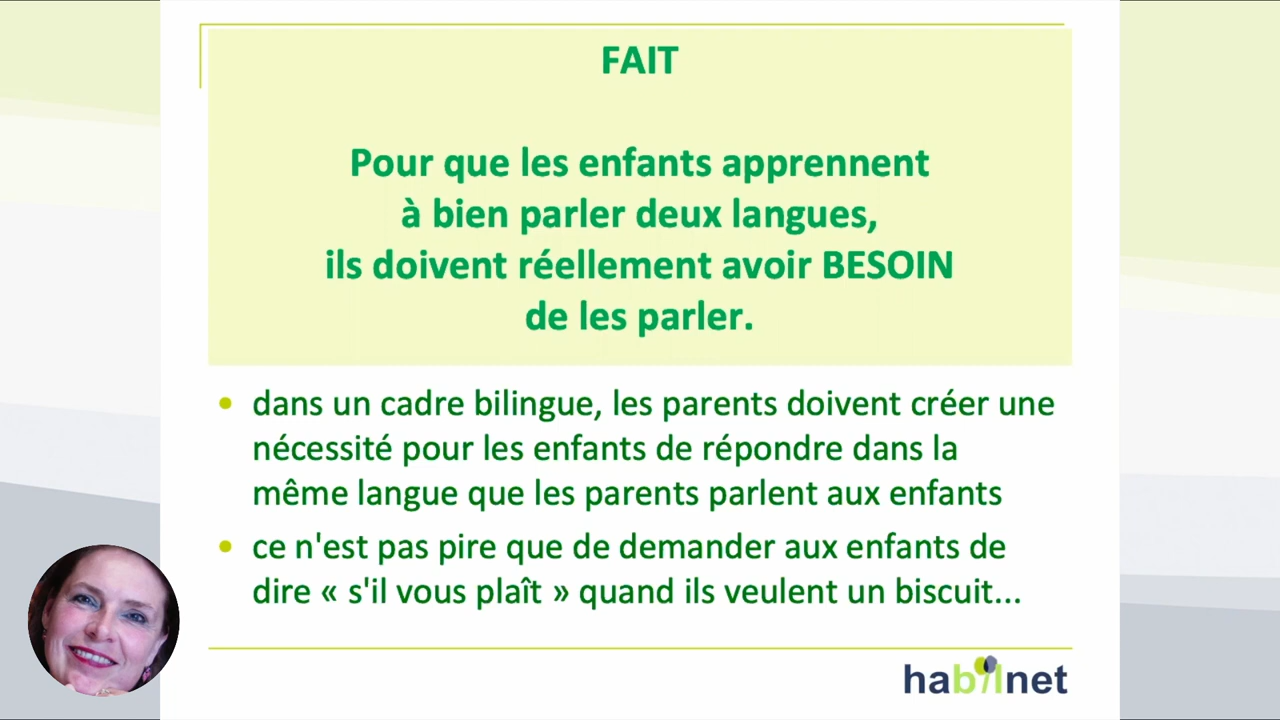 FAIT
Pour que les enfants apprennent
à bien parler deux langues,
ils doivent réellement avoir BESOIN
de les parler.
• dans un cadre bilingue, les parents doivent créer une
nécessité pour les enfants de répondre dans la
même langue que les parents parlent aux enfants
• ce n'est pas pire que de demander aux enfants de
dire « s'il vous plaît » quand ils veulent un biscuit...
habilnet